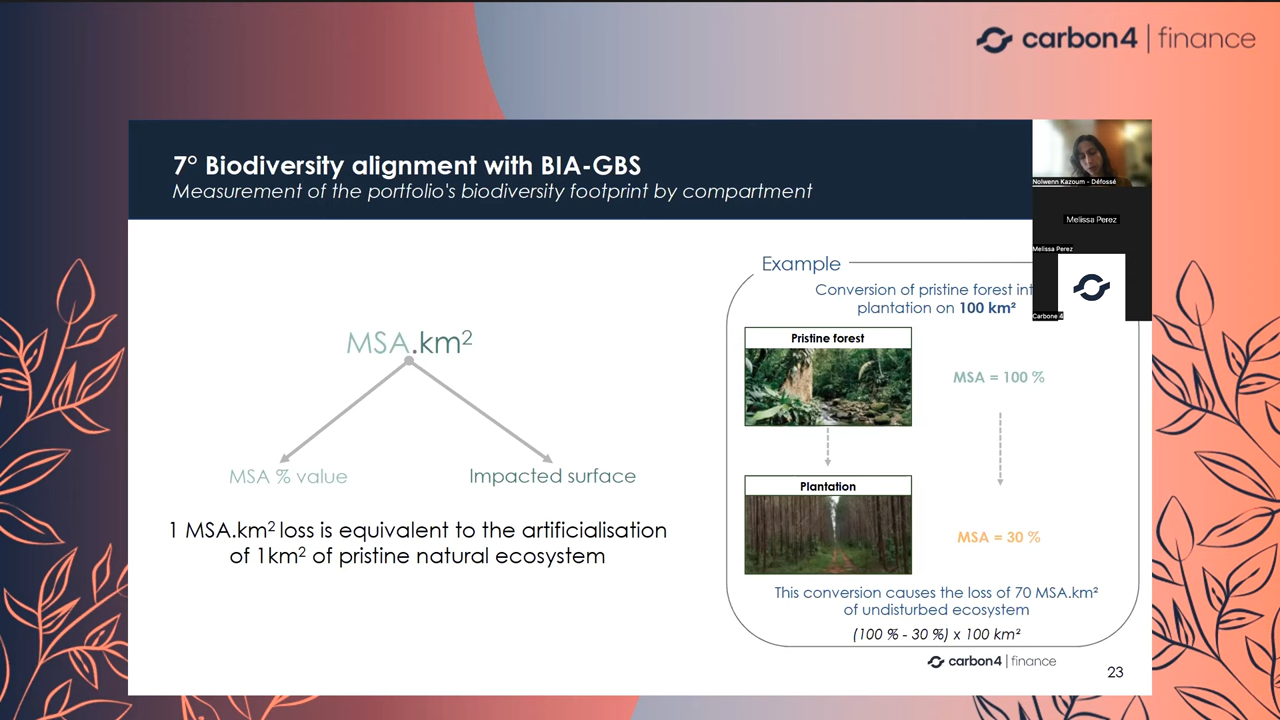 carbon4 | finance
7° Biodiversity alignment with BIA-GBS
Measurement of the portfolio's biodiversity footprint by compartment
Nolwenn Kazoum - Défossé
Melissa Perez
Melissa Perez
Carbone 4
MSA.km²
MSA % value
Impacted surface
1 MSA.km² loss is equivalent to the artificialisation
of 1km² of pristine natural ecosystem
Example
Conversion of pristine forest
plantation on 100 km²
Pristine forest
MSA = 100 %
Plantation
MSA = 30 %
This conversion causes the loss of 70 MSA.km²
of undisturbed ecosystem
(100 % - 30 %) x 100 km²
carbon4 | finance
23